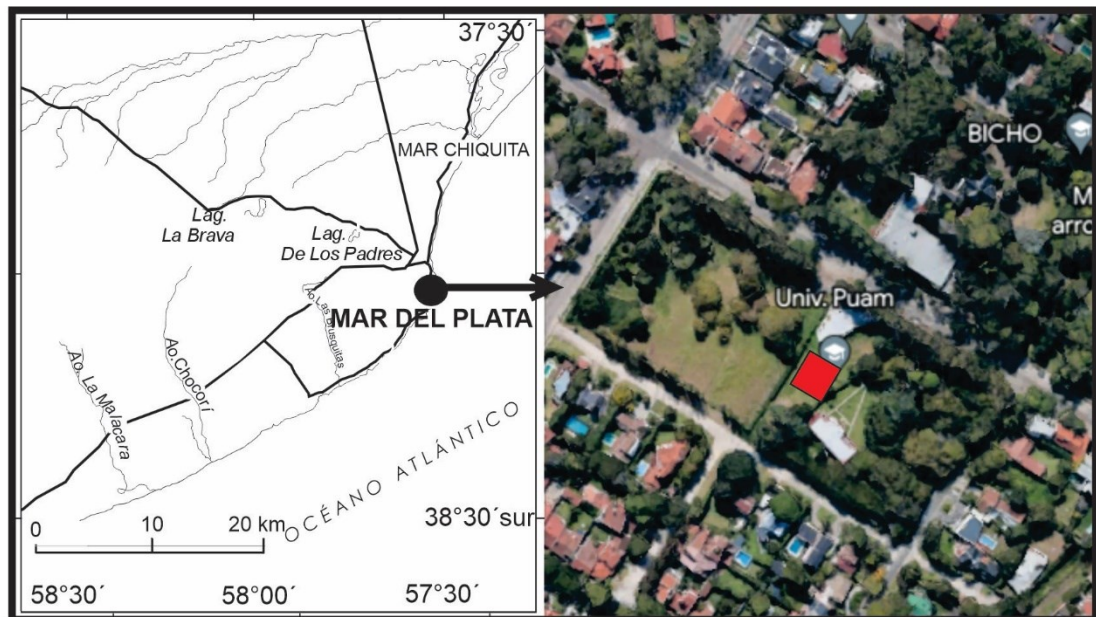 37°30´
MAR CHIQUITA
Lag.
La Brava
Lag.
De Los Padres
Ao. Las Brusquitas
MAR DEL PLATA
Ao. Chocorí
Ao. La Malacara
OCÉANO ATLÁNTICO
38°30´sur
0 10 20 km
58°30´ 58°00´ 57°30´
BICHO
M
arro
Univ. Puam